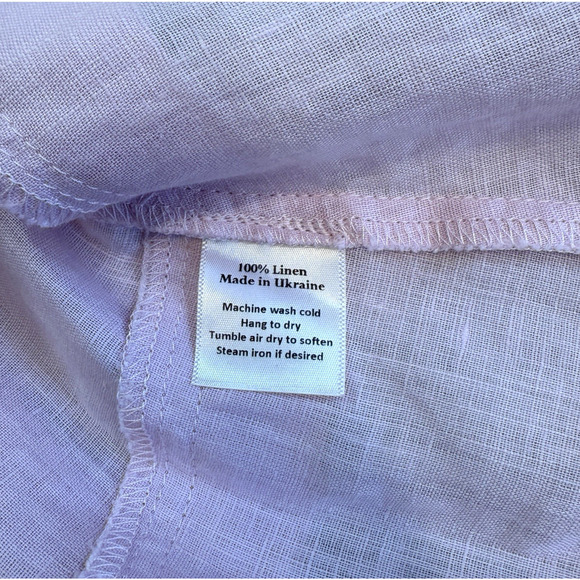 100% Linen
Made in Ukraine
Machine wash cold
Hang to dry
Tumble air dry to soften
Steam iron if desired